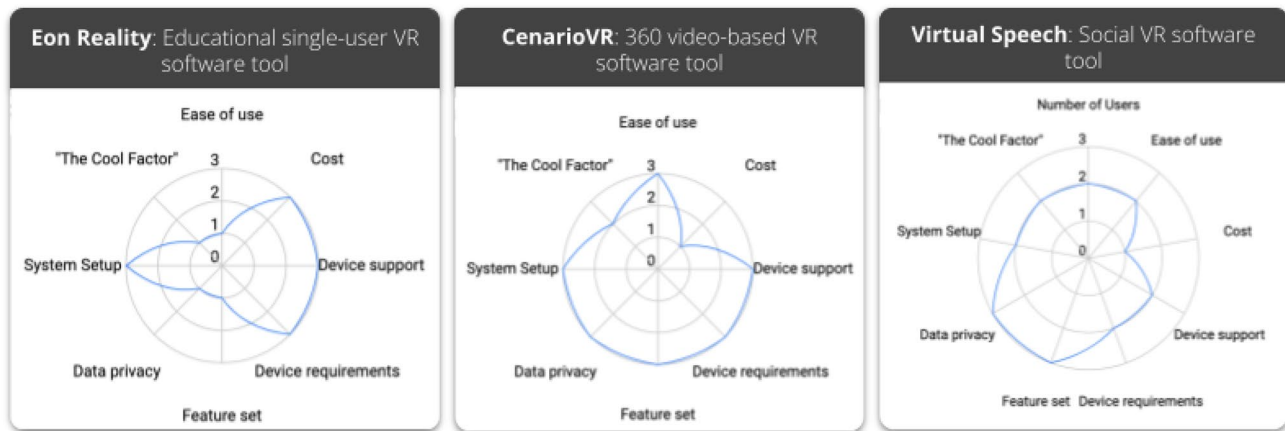 Eon Reality: Educational single-user VR
software tool
Ease of use
"The Cool Factor"
Cost
3
2
1
0
System Setup
Device support
Data privacy
Device requirements
Feature set
CenarioVR: 360 video-based VR
software tool
Ease of use
"The Cool Factor"
Cost
3
2
1
0
System Setup
Device support
Data privacy
Device requirements
Feature set
Virtual Speech: Social VR software
tool
Number of Users
"The Cool Factor"
Ease of use
3
2
1
0
System Setup
Cost
Data privacy
Device support
Feature set
Device requirements